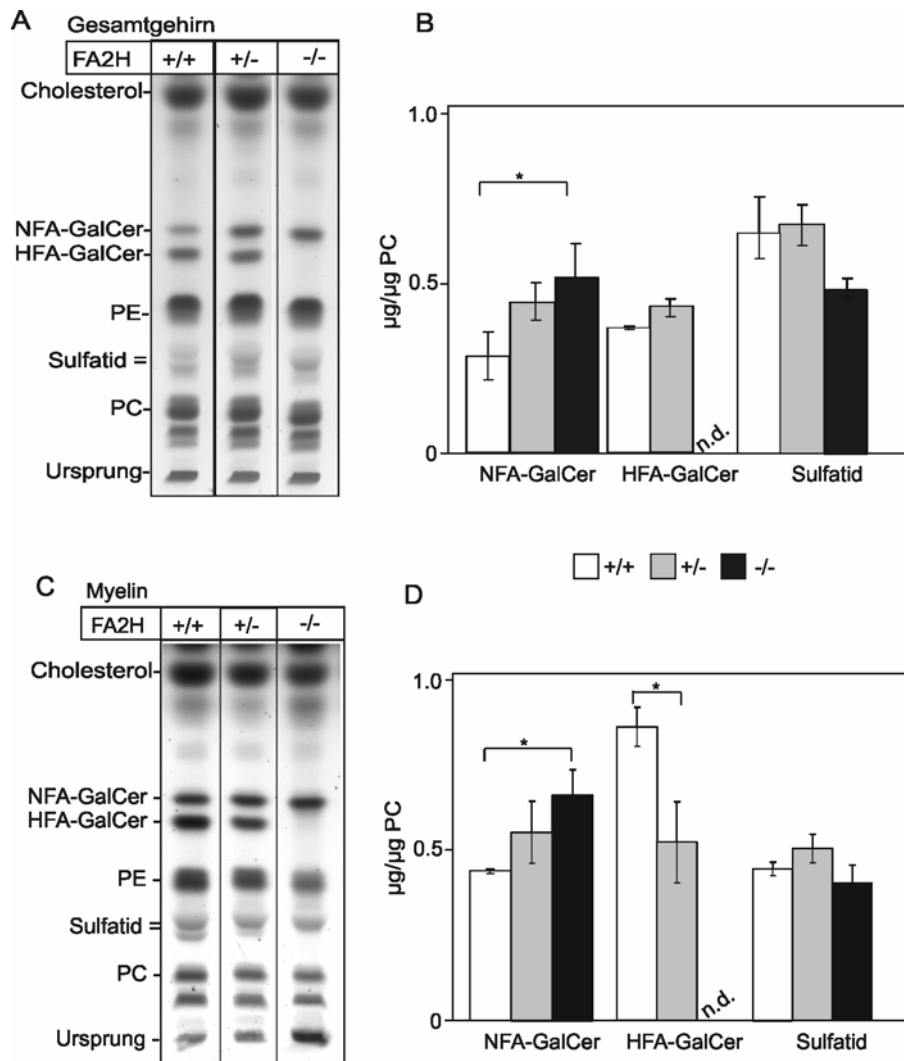 A
Gesamtgehirn
FA2H +/+ +/- -/-
Cholesterol-
NFA-GalCer-
HFA-GalCer-
PE-
Sulfatid =
PC-
Ursprung-
B
1.0
0.5
0
µg/µg PC
*
n.d.
NFA-GalCer HFA-GalCer Sulfatid
+/+ +/- -/-
C
Myelin
FA2H +/+ +/- -/-
Cholesterol-
NFA-GalCer-
HFA-GalCer-
PE -
Sulfatid =
PC -
Ursprung -
D
1.0
0.5
0
µg/µg PC
*
*
n.d.
NFA-GalCer HFA-GalCer Sulfatid